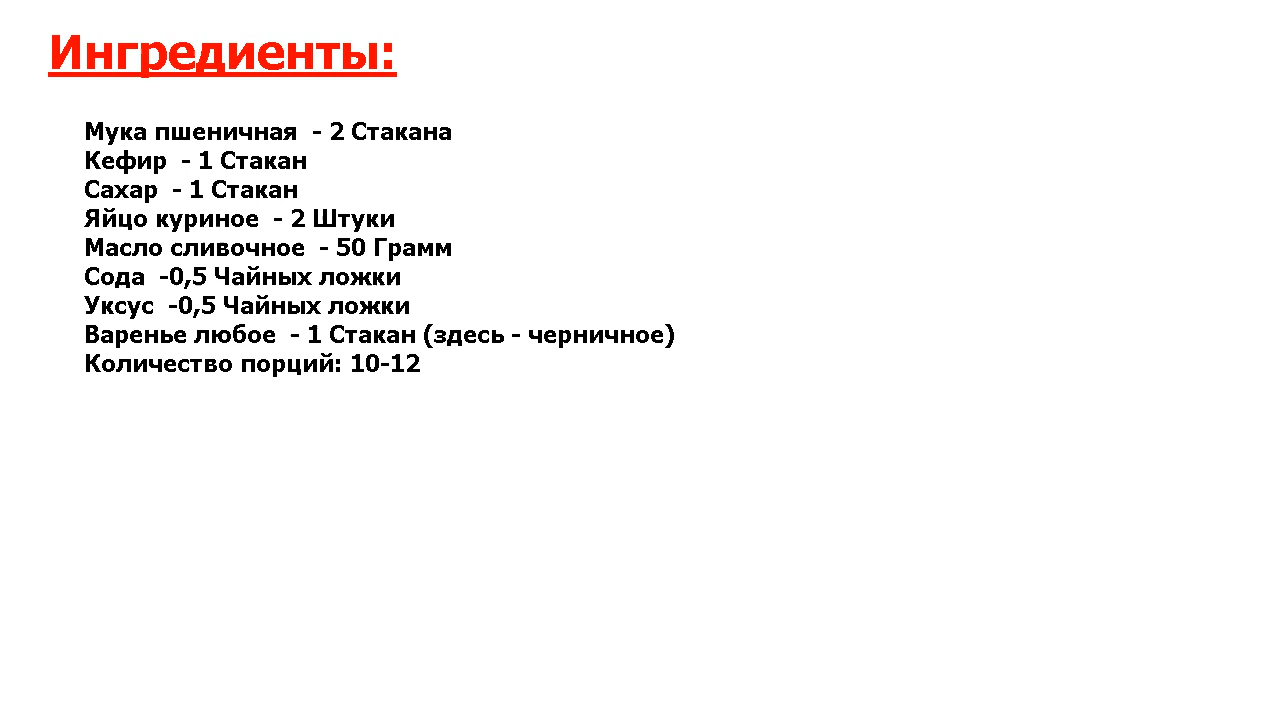 Ингредиенты:
Мука пшеничная  - 2 Стакана
Кефир  - 1 Стакан
Сахар  - 1 Стакан
Яйцо куриное  - 2 Штуки
Масло сливочное  - 50 Грамм
Сода  -0,5 Чайных ложки
Уксус  -0,5 Чайных ложки
Варенье любое  - 1 Стакан (здесь - черничное)
Количество порций: 10-12